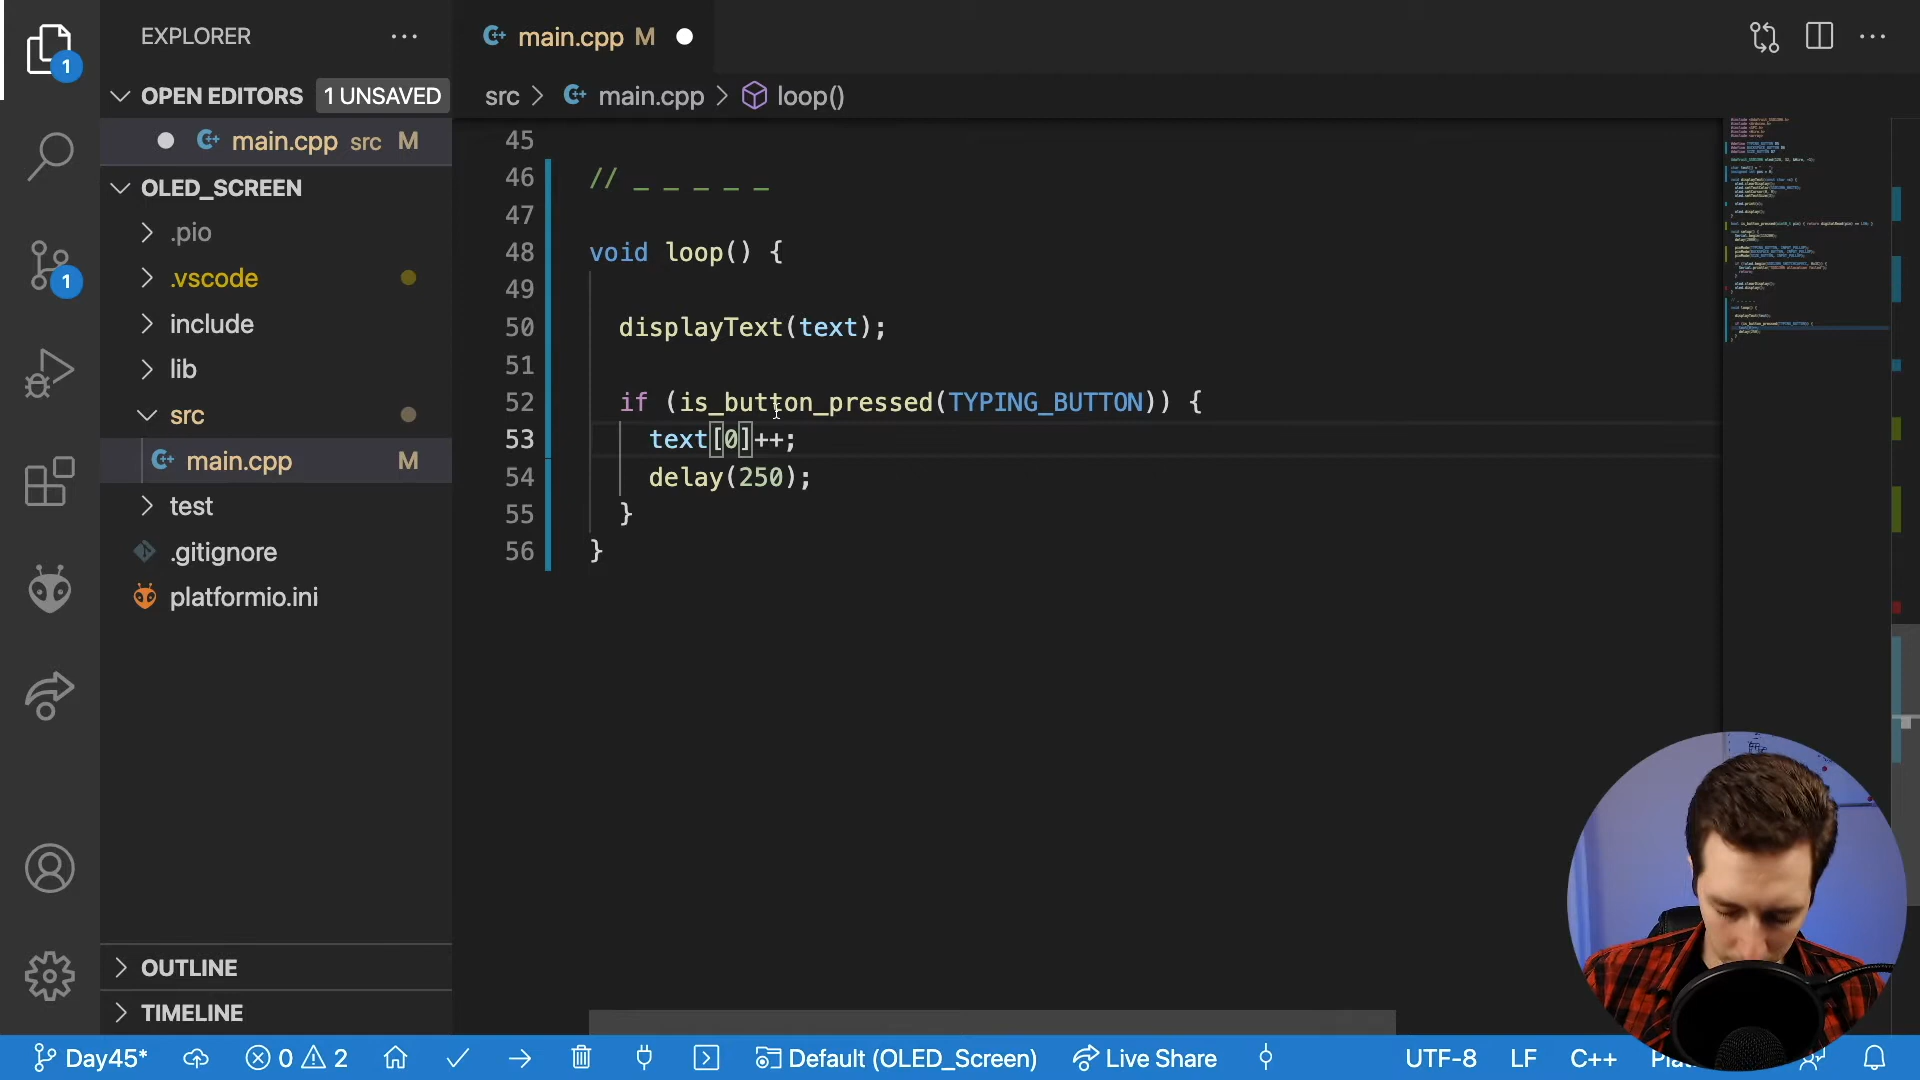 EXPLORER
main.cpp M
OPEN EDITORS 1 UNSAVED
main.cpp src M
OLED_SCREEN
.pio
.vscode
include
lib
src
main.cpp M
test
.gitignore
platformio.ini
OUTLINE
TIMELINE
src > main.cpp > loop()
45
46 // _ _ _ _ _
47
48 void loop() {
49
50 displayText(text);
51
52 if (is_button_pressed(TYPING_BUTTON)) {
53 text[0]++;
54 delay(250);
55 }
56 }
1
1
Day45* 0 2 Default (OLED_Screen) Live Share UTF-8 LF C++